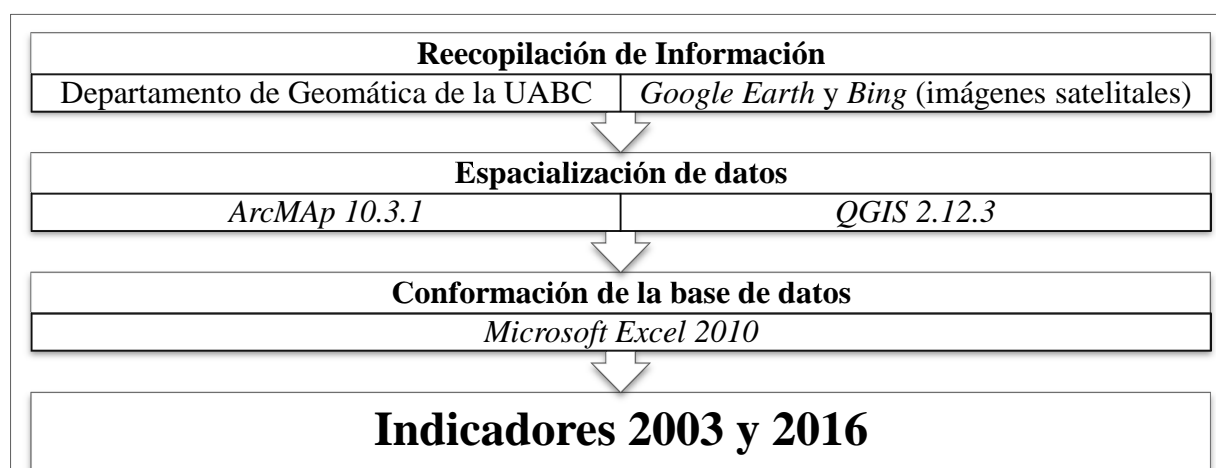 Reecopilación de Información
Departamento de Geomática de la UABC
Google Earth y Bing (imágenes satelitales)
Espacialización de datos
ArcMAp 10.3.1
QGIS 2.12.3
Conformación de la base de datos
Microsoft Excel 2010
Indicadores 2003 y 2016